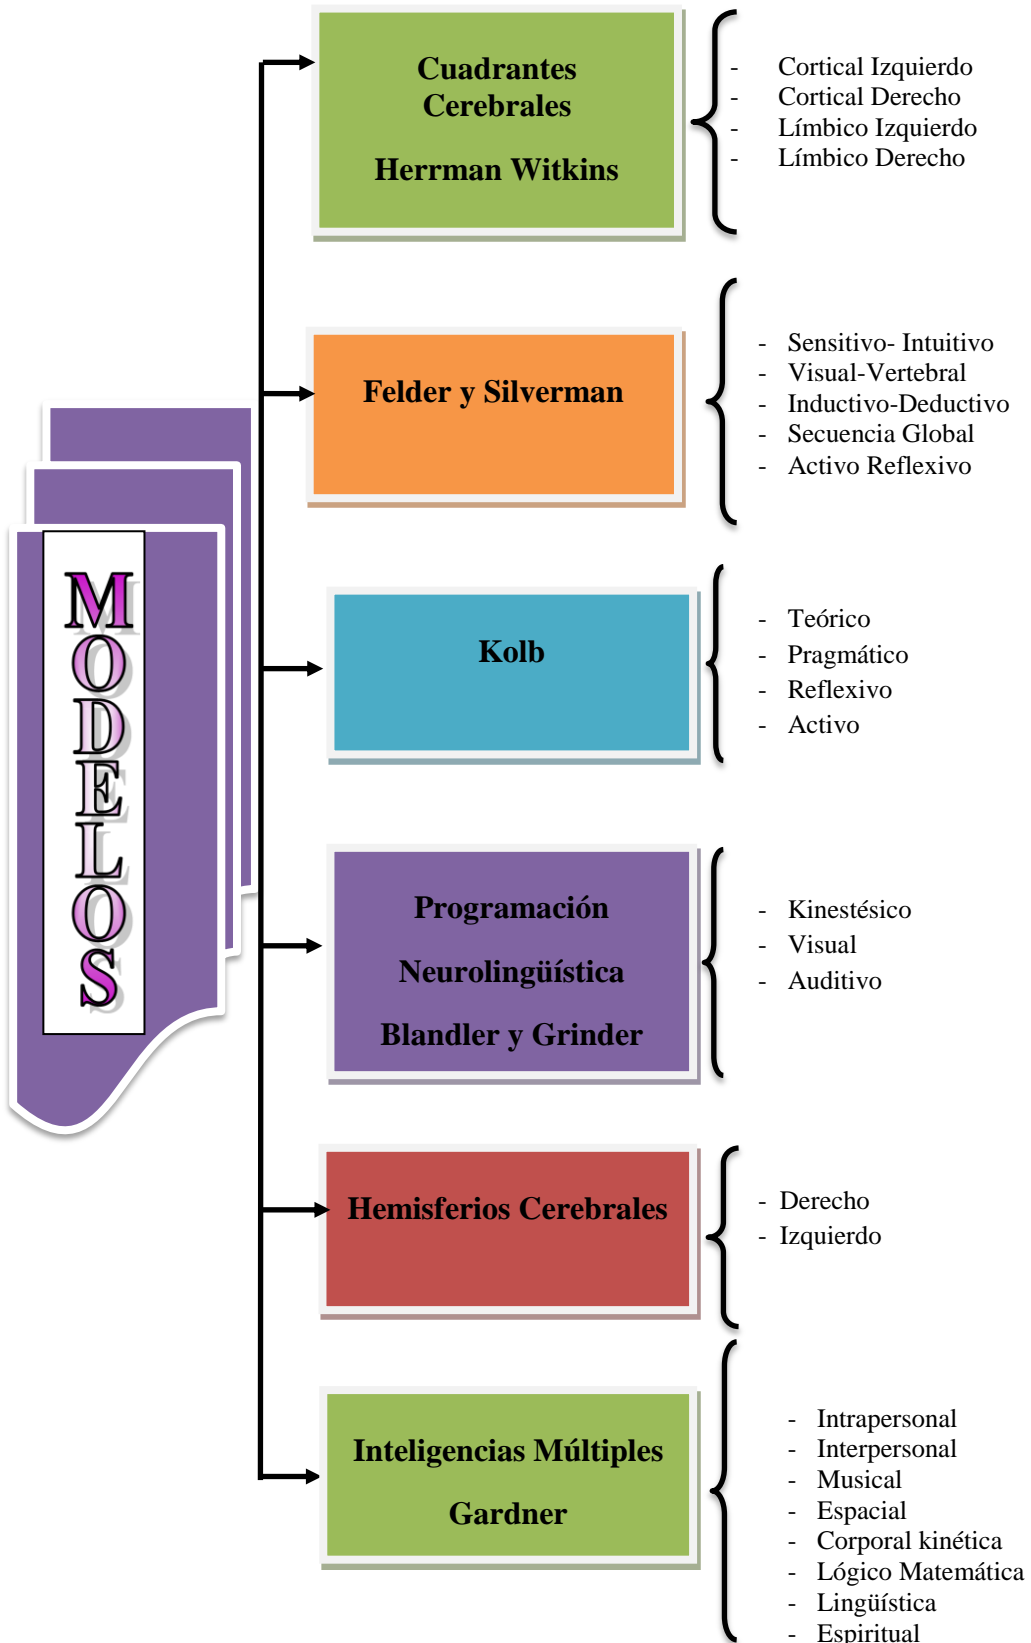 MODELOS
Cuadrantes
Cerebrales
Herrman Witkins
- Cortical Izquierdo
- Cortical Derecho
- Límbico Izquierdo
- Límbico Derecho
Felder y Silverman
- Sensitivo- Intuitivo
- Visual-Vertebral
- Inductivo-Deductivo
- Secuencia Global
- Activo Reflexivo
Kolb
- Teórico
- Pragmático
- Reflexivo
- Activo
Programación
Neurolingüística
Blandler y Grinder
- Kinestésico
- Visual
- Auditivo
Hemisferios Cerebrales
- Derecho
- Izquierdo
Inteligencias Múltiples
Gardner
- Intrapersonal
- Interpersonal
- Musical
- Espacial
- Corporal kinética
- Lógico Matemática
- Lingüística
- Espiritual